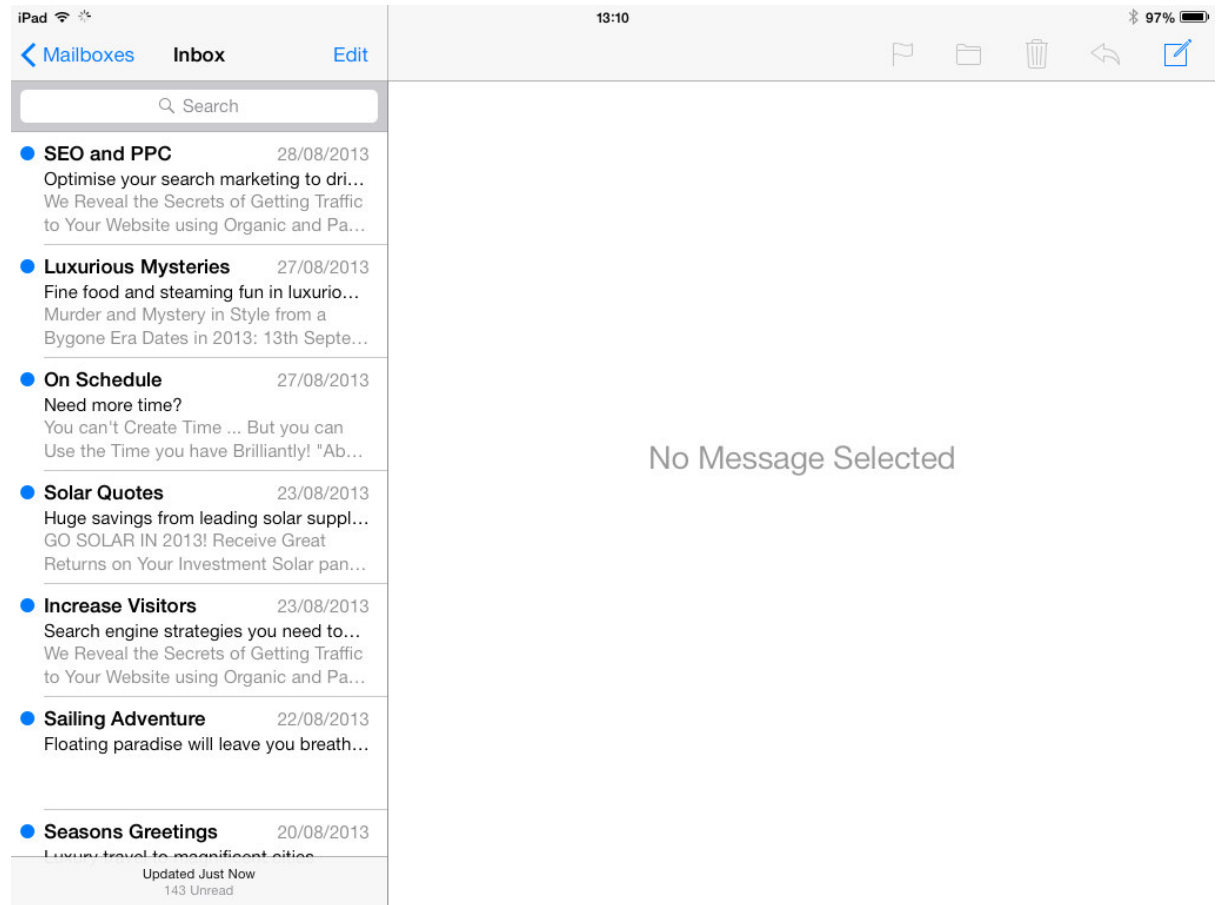 iPad 13:10 97%
Mailboxes Inbox Edit
Search
SEO and PPC 28/08/2013
Optimise your search marketing to dri...
We Reveal the Secrets of Getting Traffic
to Your Website using Organic and Pa...
Luxurious Mysteries 27/08/2013
Fine food and steaming fun in luxurio...
Murder and Mystery in Style from a
Bygone Era Dates in 2013: 13th Septe...
On Schedule 27/08/2013
Need more time?
You can't Create Time ... But you can
Use the Time you have Brilliantly! "Ab...
Solar Quotes 23/08/2013
Huge savings from leading solar suppl...
GO SOLAR IN 2013! Receive Great
Returns on Your Investment Solar pan...
Increase Visitors 23/08/2013
Search engine strategies you need to...
We Reveal the Secrets of Getting Traffic
to Your Website using Organic and Pa...
Sailing Adventure 22/08/2013
Floating paradise will leave you breath...
Seasons Greetings 20/08/2013
Luxury travel to magnificent cities
Updated Just Now
143 Unread
No Message Selected